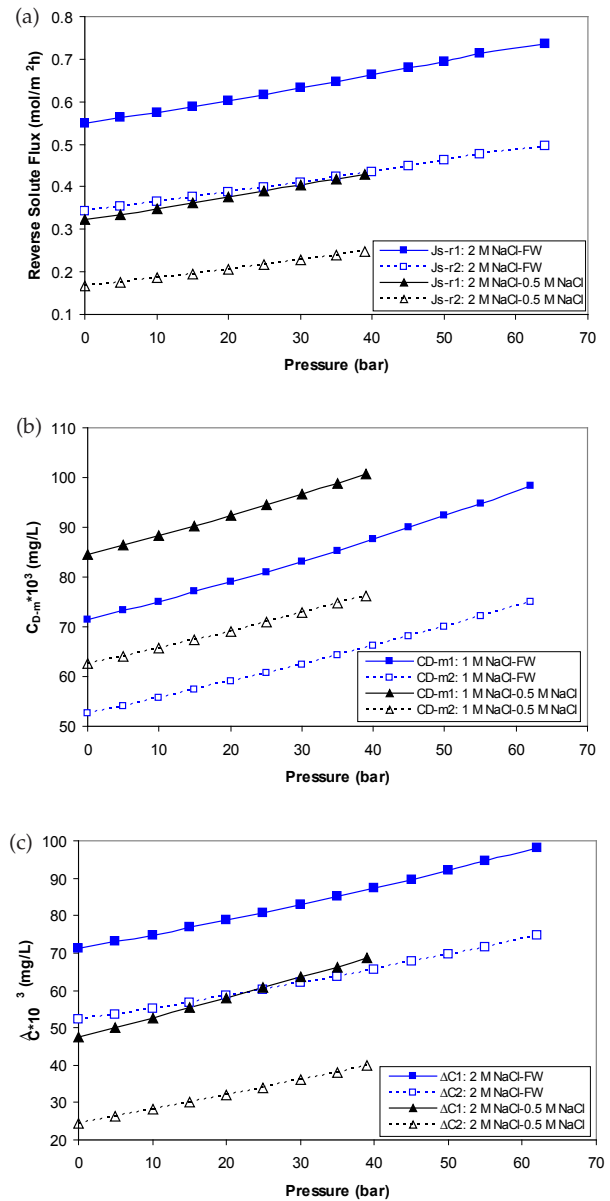 (a)
0.8
0.7
0.6
0.5
0.4
0.3
0.2
0.1
Reverse Solute Flux (mol/m ²h)
Js-r1: 2 M NaCl-FW
Js-r2: 2 M NaCl-FW
Js-r1: 2 M NaCl-0.5 M NaCl
Js-r2: 2 M NaCl-0.5 M NaCl
0 10 20 30 40 50 60 70
Pressure (bar)
(b)
110
100
90
80
70
60
50
C_D-m*10³ (mg/L)
CD-m1: 1 M NaCl-FW
CD-m2: 1 M NaCl-FW
CD-m1: 1 M NaCl-0.5 M NaCl
CD-m2: 1 M NaCl-0.5 M NaCl
0 10 20 30 40 50 60 70
Pressure (bar)
(c)
100
90
80
70
60
50
40
30
20
ΔC*10 ³ (mg/L)
ΔC1: 2 M NaCl-FW
ΔC2: 2 M NaCl-FW
ΔC1: 2 M NaCl-0.5 M NaCl
ΔC2: 2 M NaCl-0.5 M NaCl
0 10 20 30 40 50 60 70
Pressure (bar)